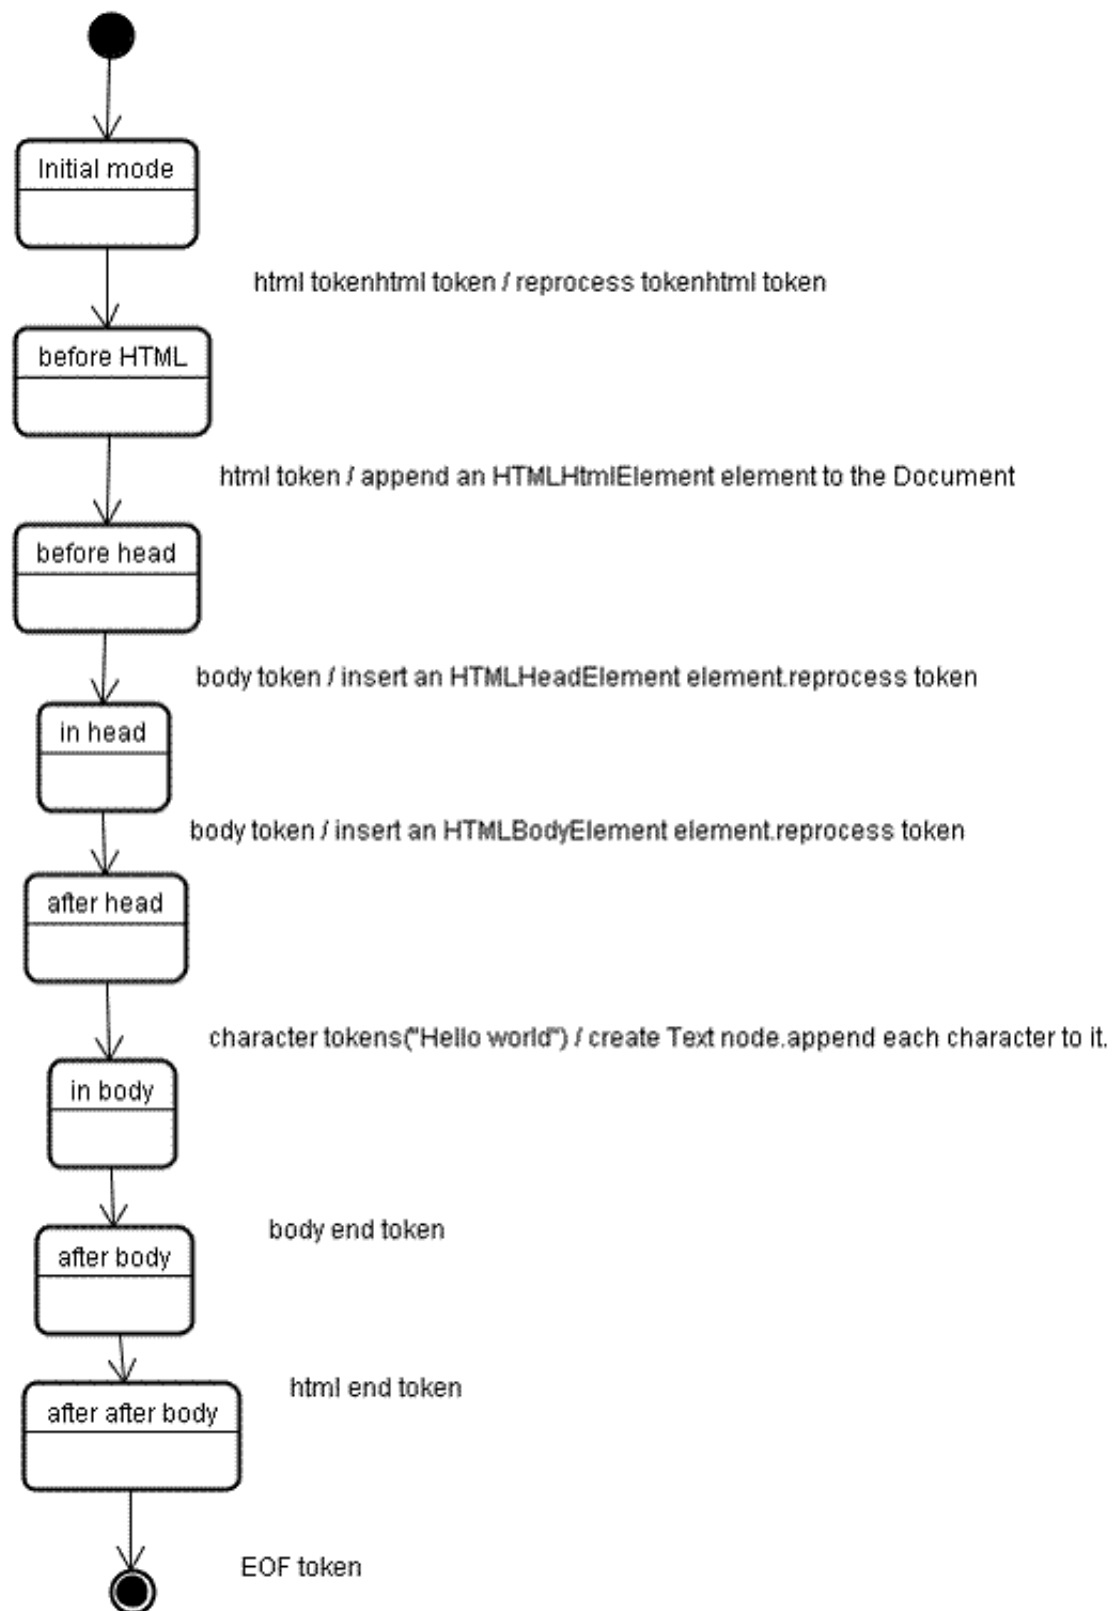 Initial mode
html tokenhtml token / reprocess tokenhtml token
before HTML
html token / append an HTMLHtmlElement element to the Document
before head
body token / insert an HTMLHeadElement element.reprocess token
in head
body token / insert an HTMLBodyElement element.reprocess token
after head
character tokens("Hello world") / create Text node.append each character to it.
in body
body end token
after body
html end token
after after body
EOF token